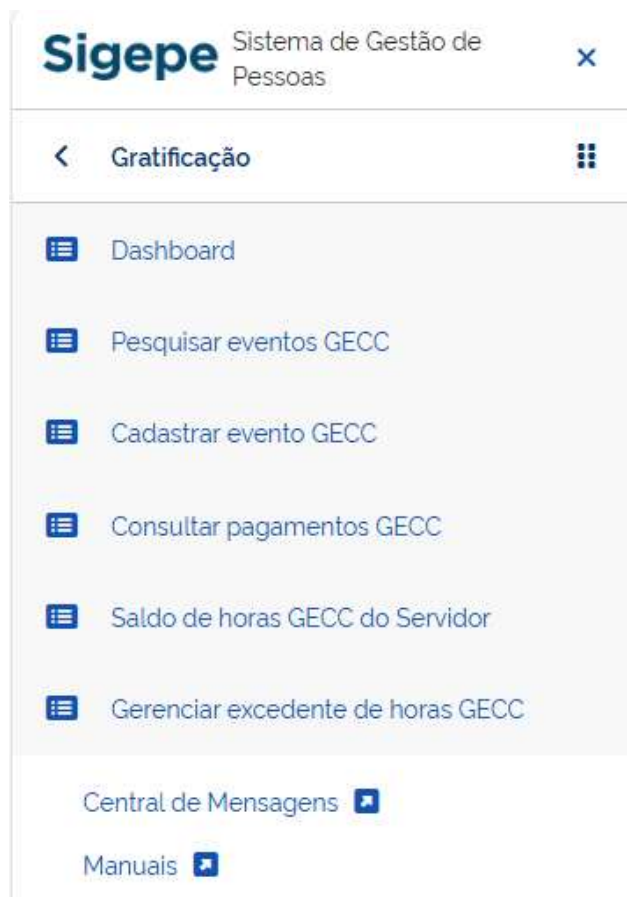 Sigepe Sistema de Gestão de
Pessoas
Gratificação
Dashboard
Pesquisar eventos GECC
Cadastrar evento GECC
Consultar pagamentos GECC
Saldo de horas GECC do Servidor
Gerenciar excedente de horas GECC
Central de Mensagens
Manuais